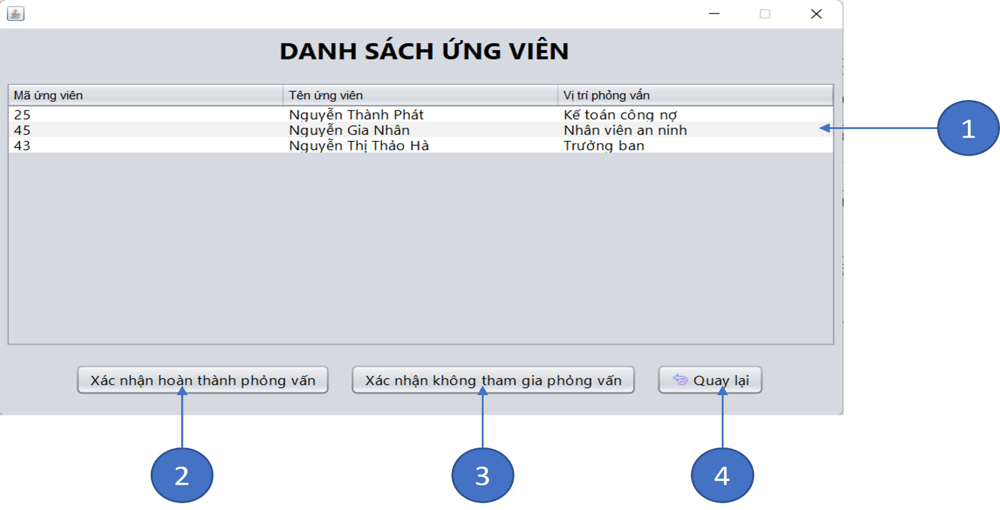 DANH SÁCH ỨNG VIÊN
Mã ứng viên Tên ứng viên Vị trí phỏng vấn
25 Nguyễn Thành Phát Kế toán công nợ
45 Nguyễn Gia Nhân Nhân viên an ninh
43 Nguyễn Thị Thảo Hà Trưởng ban
1
Xác nhận hoàn thành phỏng vấn Xác nhận không tham gia phỏng vấn Quay lại
2 3 4